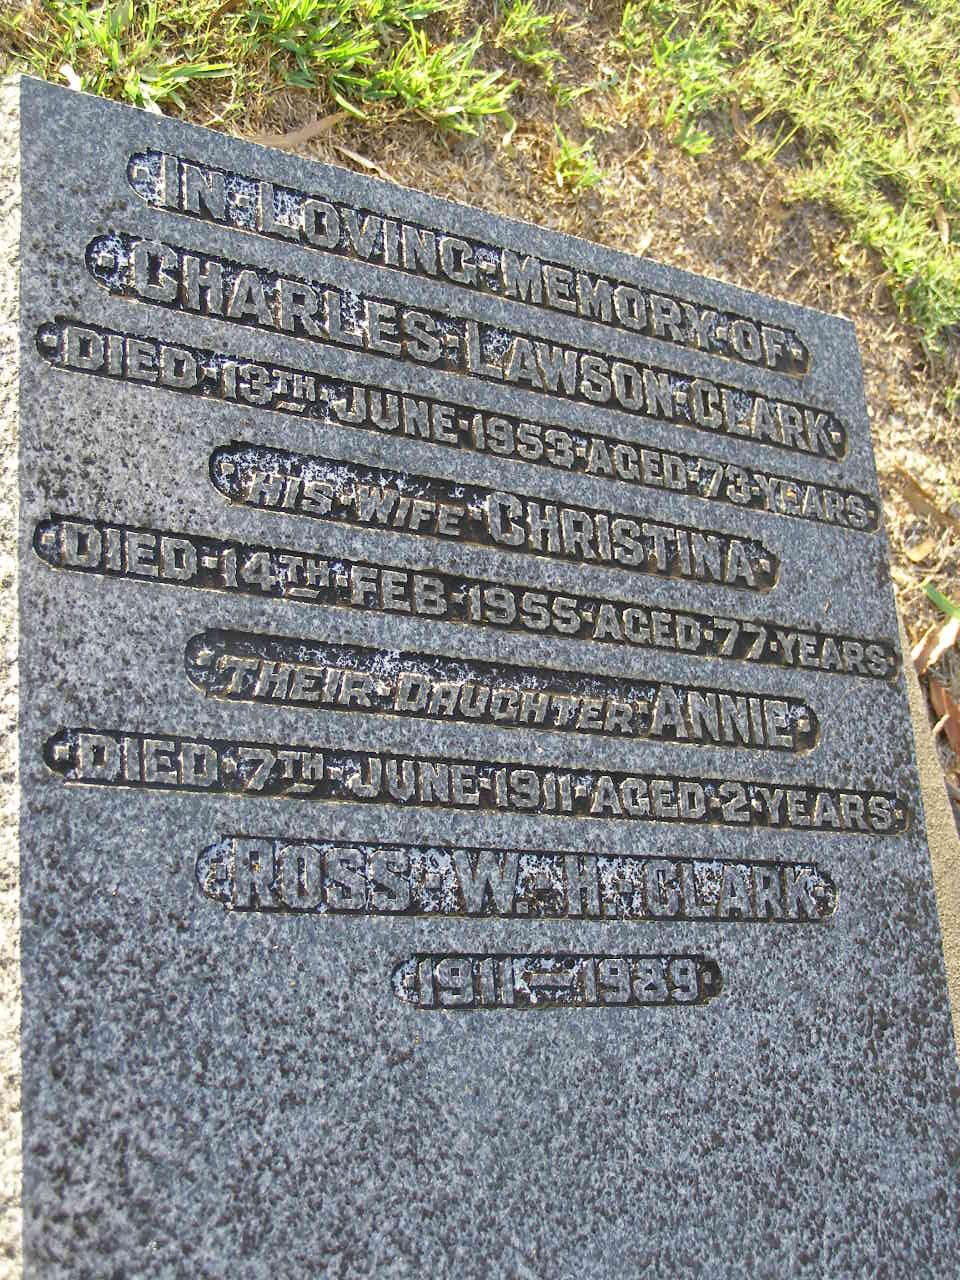 IN·LOVING·MEMORY·OF
CHARLES·LAWSON·CLARK
DIED·13TH·JUNE·1953·AGED·73·YEARS
HIS·WIFE·CHRISTINA
DIED·14TH·FEB·1955·AGED·77·YEARS
THEIR·DAUGHTER·ANNIE
DIED·7TH·JUNE·1911·AGED·2·YEARS
ROSS·W.·H.·CLARK
1911—1989